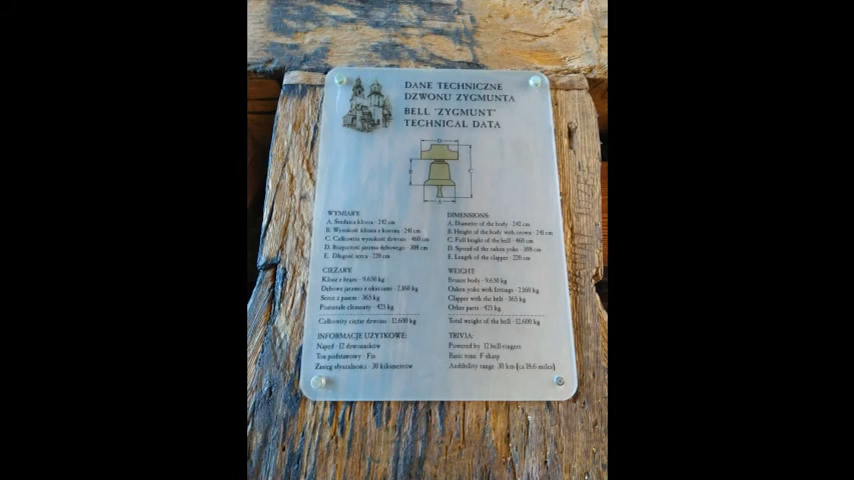 DANE TECHNICZNE
DZWONU ZYGMUNTA
BELL "ZYGMUNT"
TECHNICAL DATA
D
B
C
A
WYMIARY:
A. Średnica klosza - 242 cm
B. Wysokość klosza z koroną - 241 cm
C. Całkowita wysokość dzwonu - 460 cm
D. Rozpiętość jarzma dębowego - 308 cm
E. Długość serca - 220 cm
CIĘŻARY:
Klosz z brązu - 9.650 kg
Dębowe jarzmo z okuciami - 2.160 kg
Serce z pasem - 365 kg
Pozostałe elementy - 425 kg
Całkowity ciężar dzwonu - 12.600 kg
INFORMACJE UŻYTKOWE:
Napęd - 12 dzwonników
Ton podstawowy - Fis
Zasięg słyszalności - 30 kilometrów
DIMENSIONS:
A. Diameter of the body - 242 cm
B. Height of the body with crown - 241 cm
C. Full height of the bell - 460 cm
D. Spread of the oaken yoke - 308 cm
E. Length of the clapper - 220 cm
WEIGHT:
Bronze body - 9.650 kg
Oaken yoke with fittings - 2.160 kg
Clapper with the belt - 365 kg
Other parts - 425 kg
Total weight of the bell - 12.600 kg
TRIVIA:
Powered by 12 bell-ringers
Basic tone F sharp
Audibility range 30 km (ca 18.6 miles)